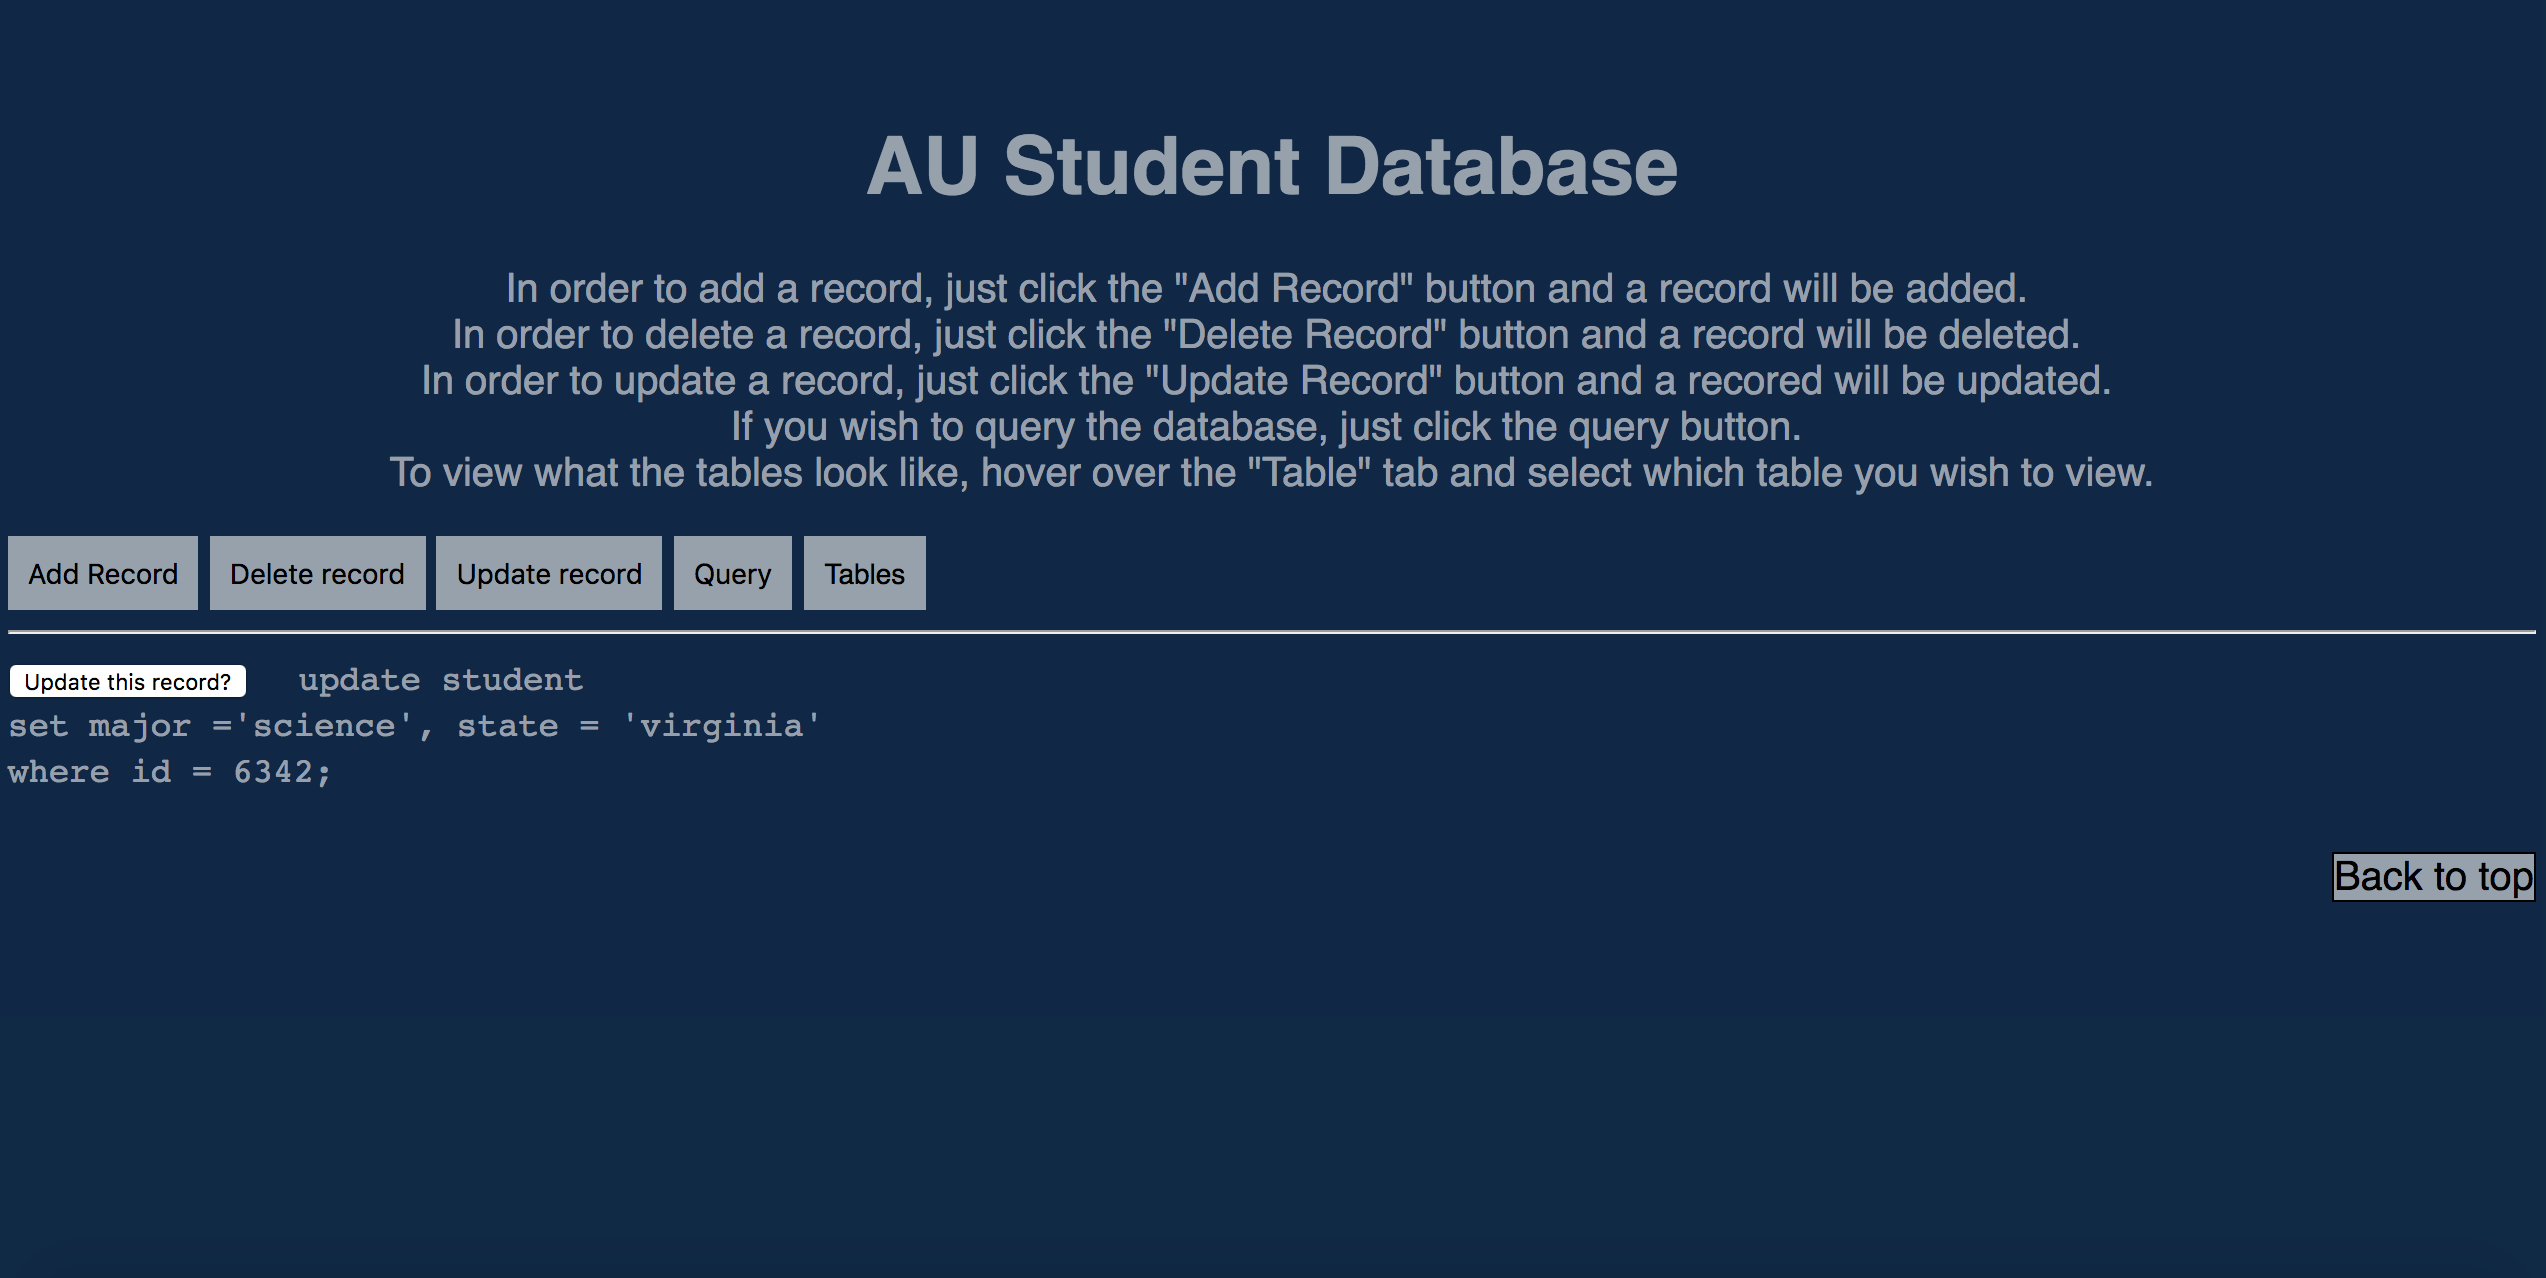 AU Student Database
In order to add a record, just click the "Add Record" button and a record will be added.
In order to delete a record, just click the "Delete Record" button and a record will be deleted.
In order to update a record, just click the "Update Record" button and a recored will be updated.
If you wish to query the database, just click the query button.
To view what the tables look like, hover over the "Table" tab and select which table you wish to view.
Add Record Delete record Update record Query Tables
Update this record? update student
set major ='science', state = 'virginia'
where id = 6342;
Back to top